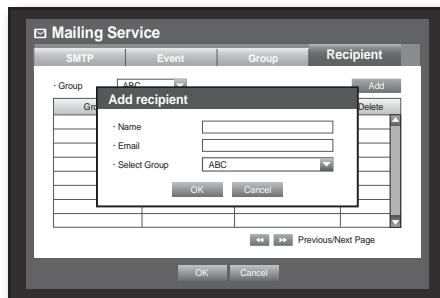 Mailing Service
SMTP Event Group Recipient
· Group ABC Add
Delete
Add recipient
· Name
· Email
· Select Group ABC
OK Cancel
Previous/Next Page
OK Cancel